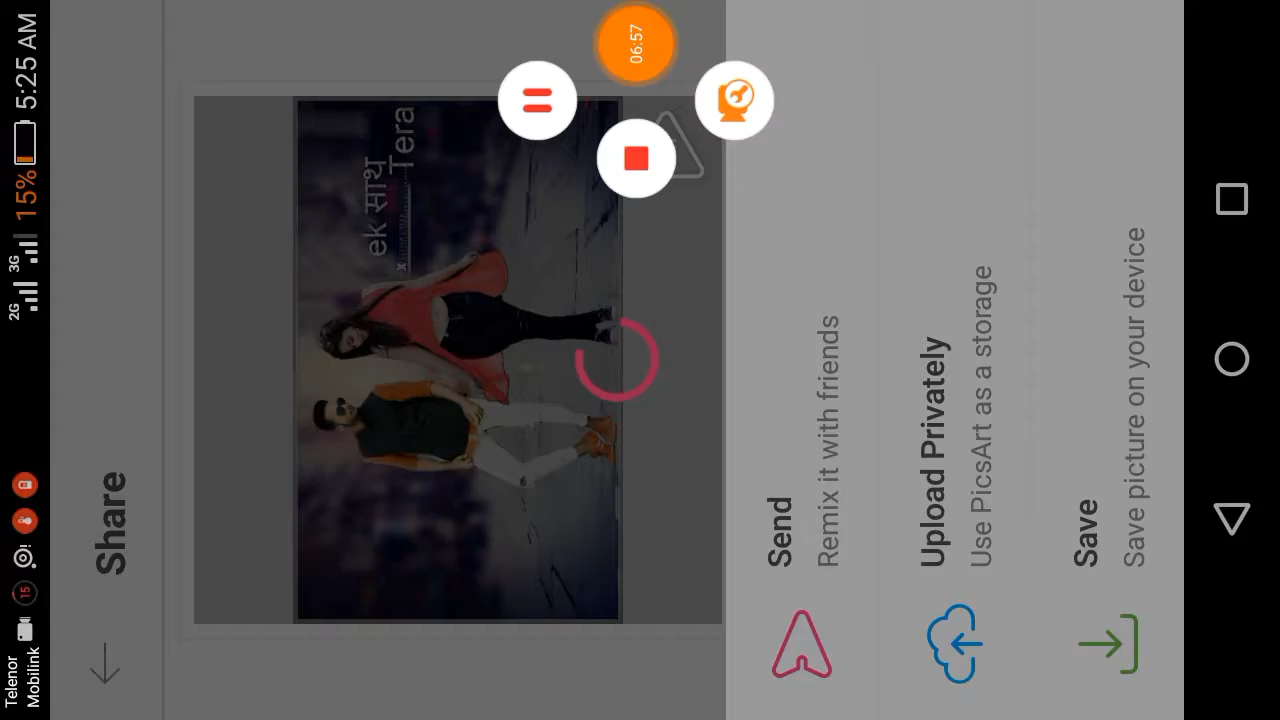 Telenor
Mobilink
15
2G
3G
15%
5:25 AM
Share
06:57
Tera
ek साथ
Send
Remix it with friends
Upload Privately
Use PicsArt as a storage
Save
Save picture on your device